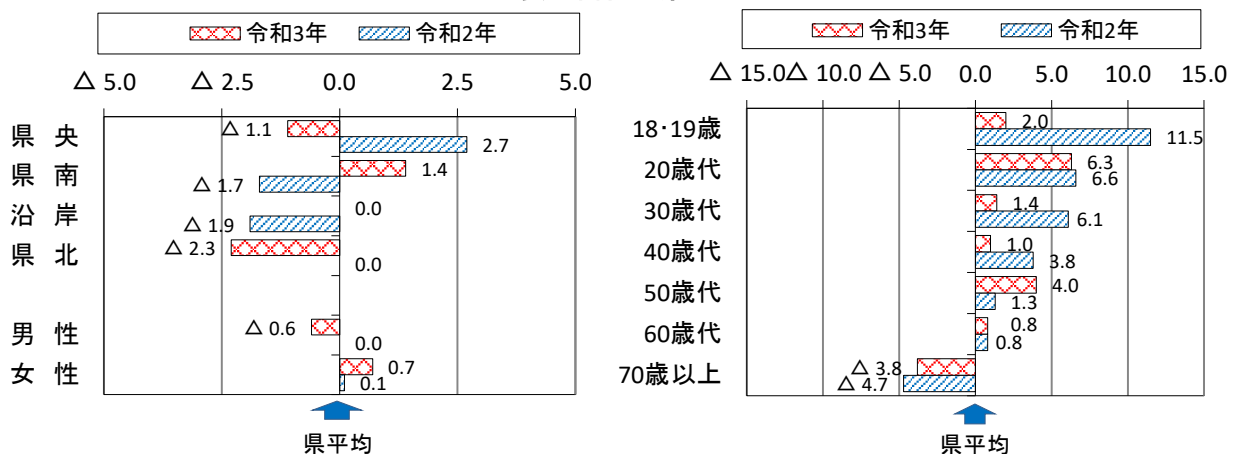 令和3年 令和2年
△ 5.0 △ 2.5 0.0 2.5 5.0
県 央 △ 1.1 2.7
県 南 1.4 △ 1.7
沿 岸 0.0 △ 1.9
県 北 △ 2.3 0.0
男 性 △ 0.6 0.0
女 性 0.7 0.1
県平均
令和3年 令和2年
△ 15.0 △ 10.0 △ 5.0 0.0 5.0 10.0 15.0
18・19歳 2.0 11.5
20歳代 6.3 6.6
30歳代 1.4 6.1
40歳代 1.0 3.8
50歳代 4.0 1.3
60歳代 0.8 0.8
70歳以上 △ 3.8 △ 4.7
県平均